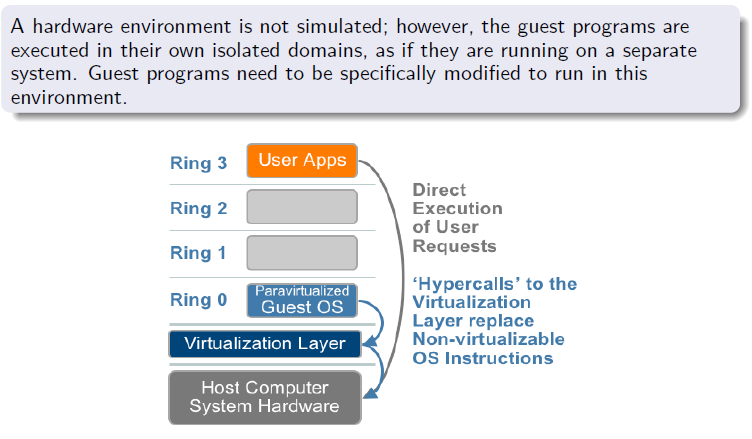 A hardware environment is not simulated; however, the guest programs are
executed in their own isolated domains, as if they are running on a separate
system. Guest programs need to be specifically modified to run in this
environment.
Ring 3
User Apps
Ring 2
Ring 1
Ring 0
Paravirtualized
Guest OS
Virtualization Layer
Host Computer
System Hardware
Direct
Execution
of User
Requests
‘Hypercalls’ to the
Virtualization
Layer replace
Non-virtualizable
OS Instructions